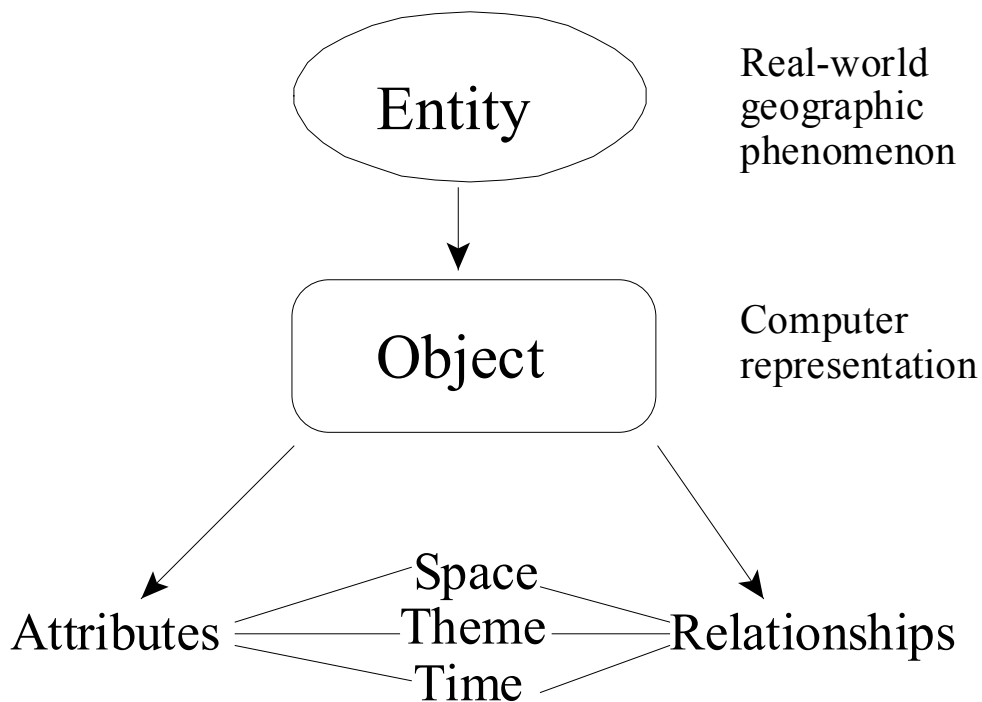 Entity
Real-world
geographic
phenomenon
Object
Computer
representation
Space
Attributes
Theme
Relationships
Time